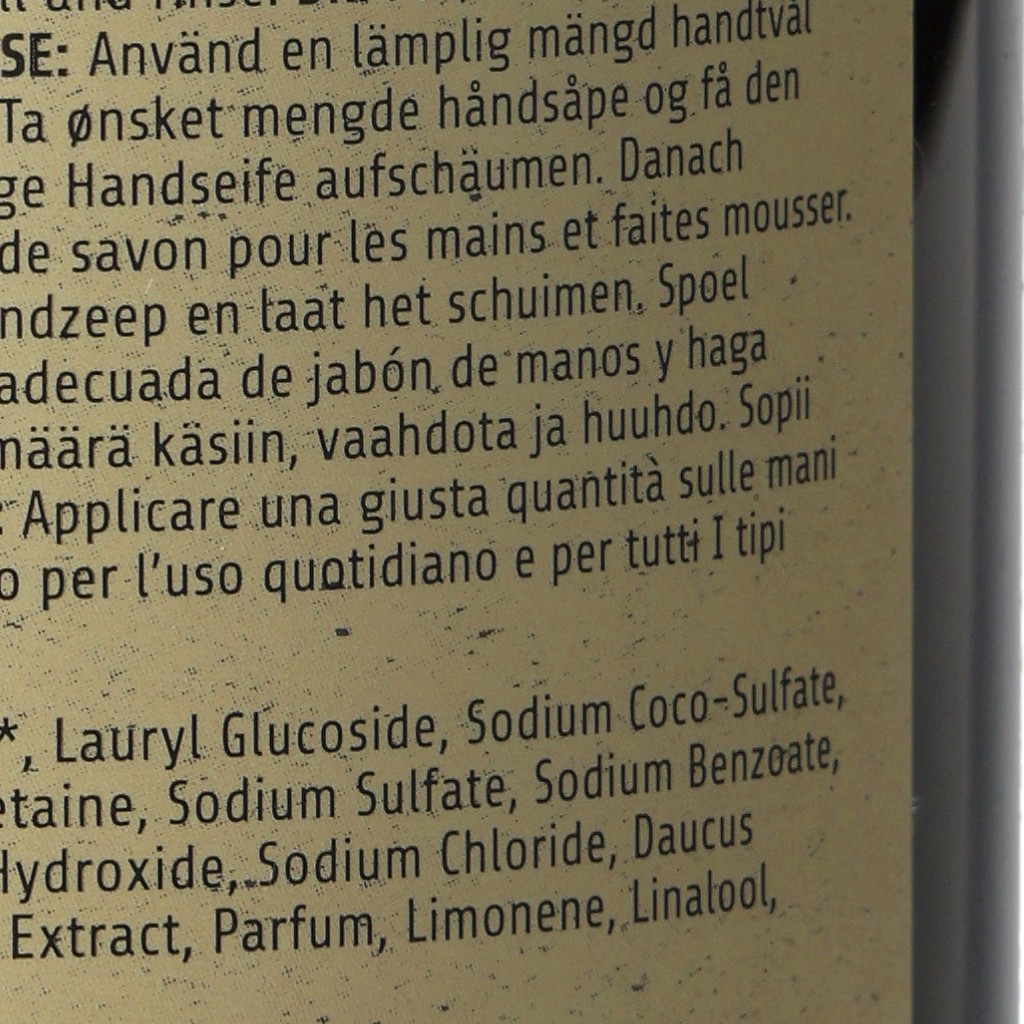 SE: Använd en lämplig mängd handtvål
Ta ønsket mengde håndsåpe og få den
ge Handseife aufschäumen. Danach
de savon pour les mains et faites mousser.
ndzeep en laat het schuimen. Spoel
adecuada de jabón de manos y haga
määrä käsiin, vaahdota ja huuhdo. Sopii
: Applicare una giusta quantità sulle mani
o per l'uso quotidiano e per tutti I tipi
*, Lauryl Glucoside, Sodium Coco-Sulfate,
etaine, Sodium Sulfate, Sodium Benzoate,
Hydroxide, Sodium Chloride, Daucus
Extract, Parfum, Limonene, Linalool,